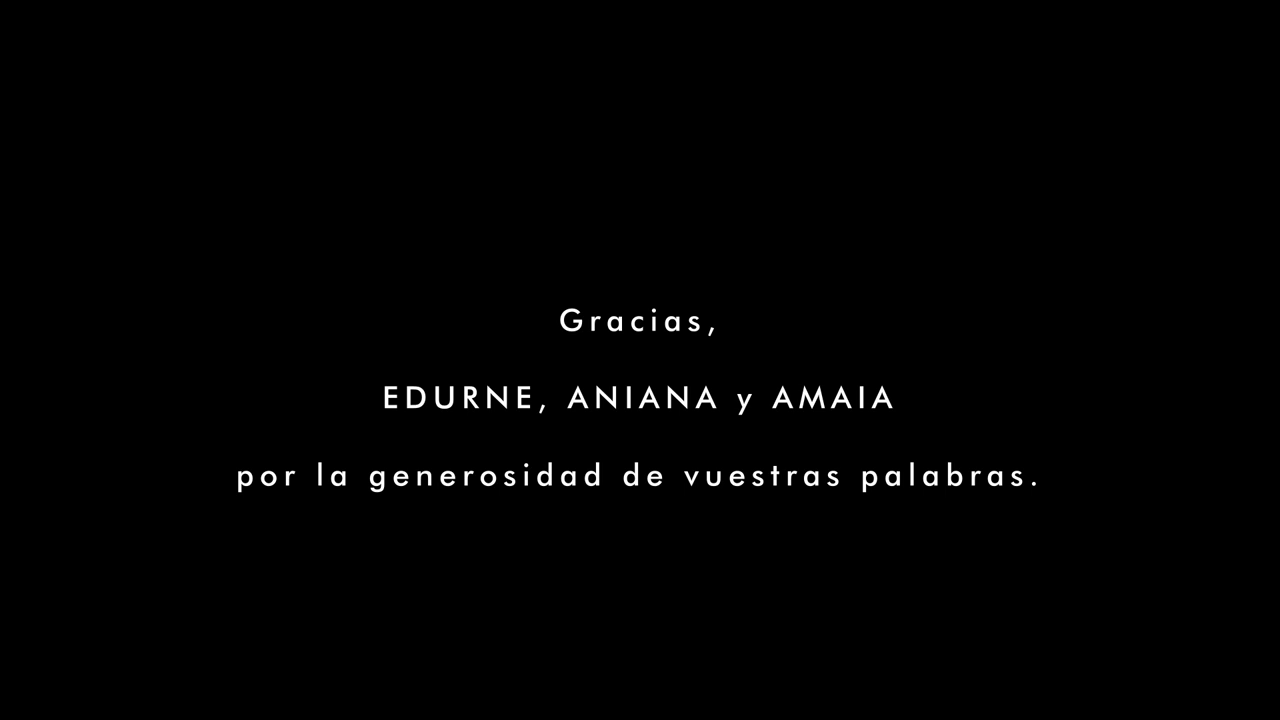 Gracias,
EDURNE, ANIANA y AMAIA
por la generosidad de vuestras palabras.